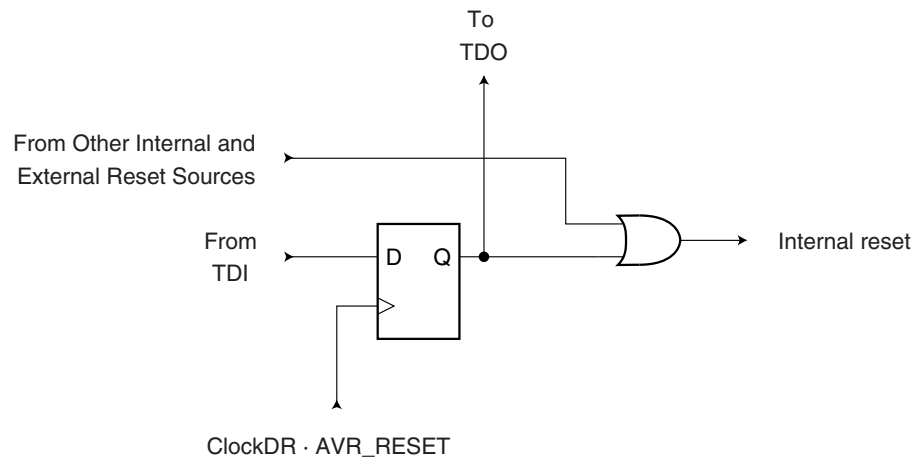 To
TDO
From Other Internal and
External Reset Sources
From
TDI
D Q
Internal reset
ClockDR · AVR_RESET